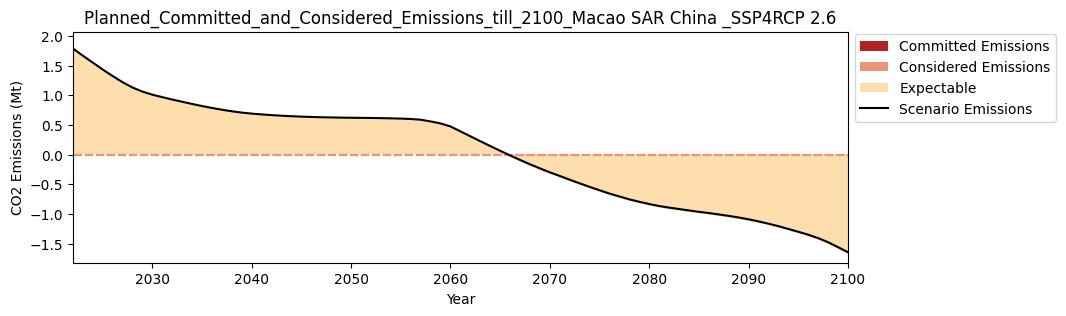 Planned_Committed_and_Considered_Emissions_till_2100_Macao SAR China _SSP4RCP 2.6
Committed Emissions
Considered Emissions
Expectable
Scenario Emissions
CO2 Emissions (Mt)
2.0
1.5
1.0
0.5
0.0
−0.5
−1.0
−1.5
2030 2040 2050 2060 2070 2080 2090 2100
Year